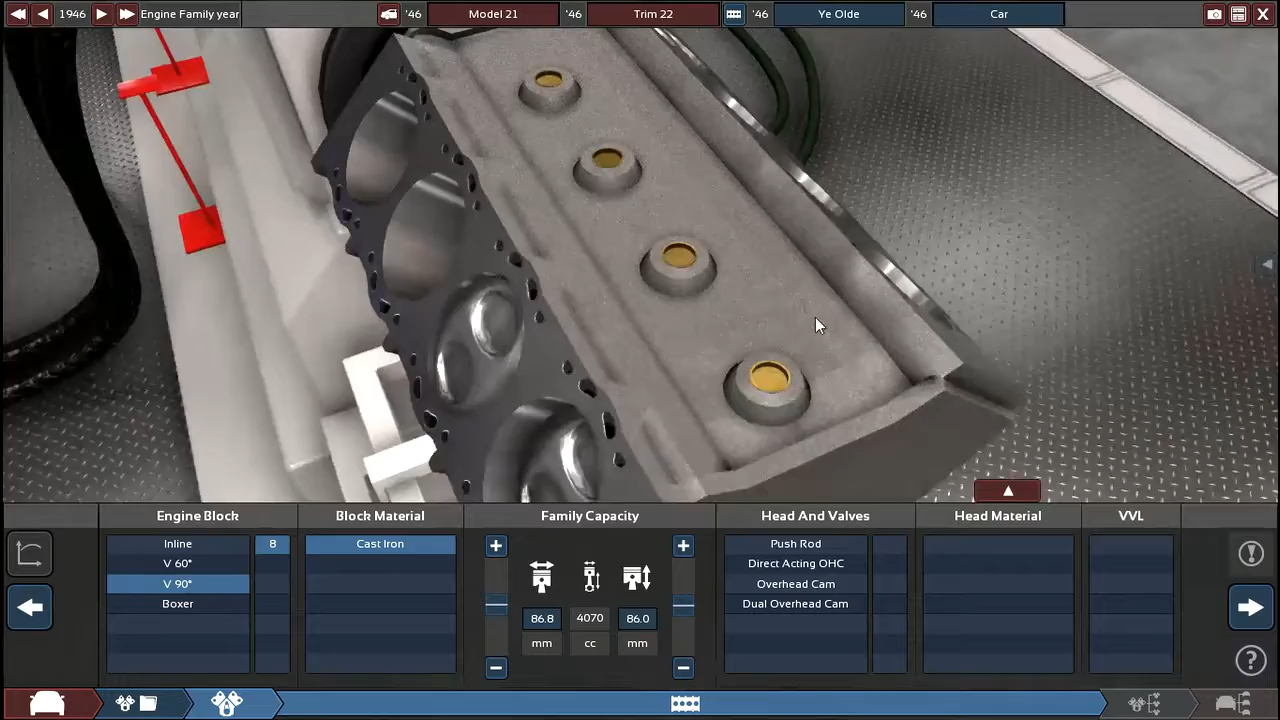 1946 Engine Family year '46 Model 21 '46 Trim 22 '46 Ye Olde '46 Car
Engine Block Block Material Family Capacity Head And Valves Head Material VVL
Inline 8 Cast Iron Push Rod
V 60° Direct Acting OHC
V 90° Overhead Cam
Boxer Dual Overhead Cam
86.8 4070 86.0
mm cc mm